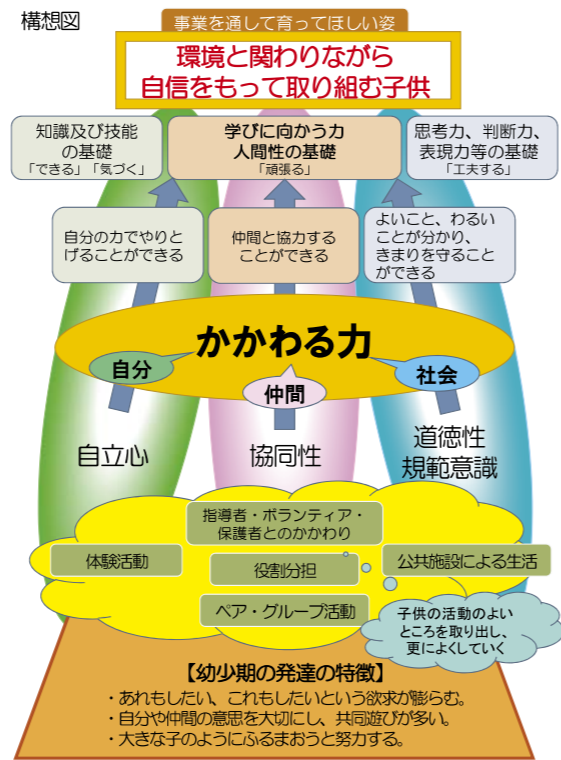 構想図
事業を通して育ってほしい姿
環境と関わりながら
自信をもって取り組む子供
知識及び技能
の基礎
「できる」「気づく」
学びに向かう力
人間性の基礎
「頑張る」
思考力、判断力、
表現力等の基礎
「工夫する」
自分の力でやりと
げることができる
仲間と協力する
ことができる
よいこと、わるい
ことが分かり、
きまりを守ること
ができる
かかわる力
自分
仲間
社会
自立心
協同性
道徳性
規範意識
指導者・ボランティア・
保護者とのかかわり
体験活動
役割分担
公共施設による生活
ペア・グループ活動
子供の活動のよい
ところを取り出し、
更によくしていく
【幼少期の発達の特徴】
・あれもしたい、これもしたいという欲求が膨らむ。
・自分や仲間の意思を大切にし、共同遊びが多い。
・大きな子のようにふるまおうと努力する。